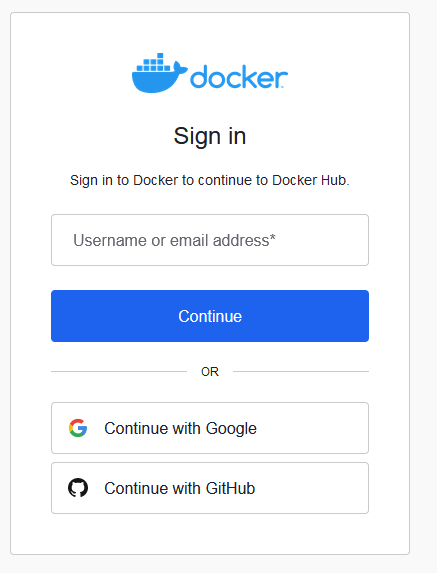 docker
Sign in
Sign in to Docker to continue to Docker Hub.
Username or email address*
Continue
OR
Continue with Google
Continue with GitHub